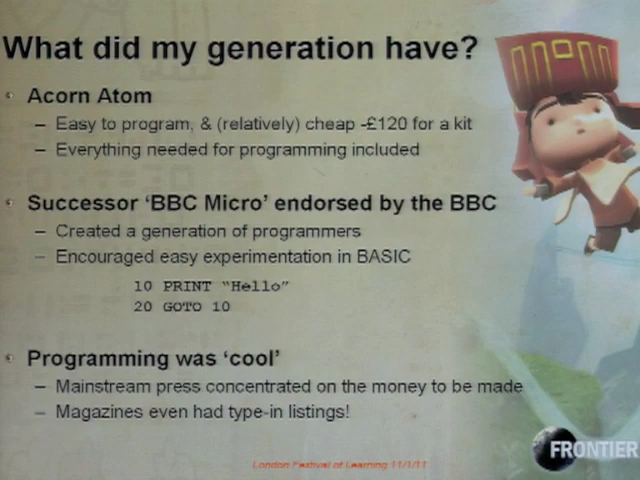 What did my generation have?
Acorn Atom
– Easy to program, & (relatively) cheap -£120 for a kit
– Everything needed for programming included
Successor ‘BBC Micro’ endorsed by the BBC
– Created a generation of programmers
– Encouraged easy experimentation in BASIC
10 PRINT “Hello”
20 GOTO 10
Programming was ‘cool’
– Mainstream press concentrated on the money to be made
– Magazines even had type-in listings!
London Festival of Learning 11/1/11
FRONTIER